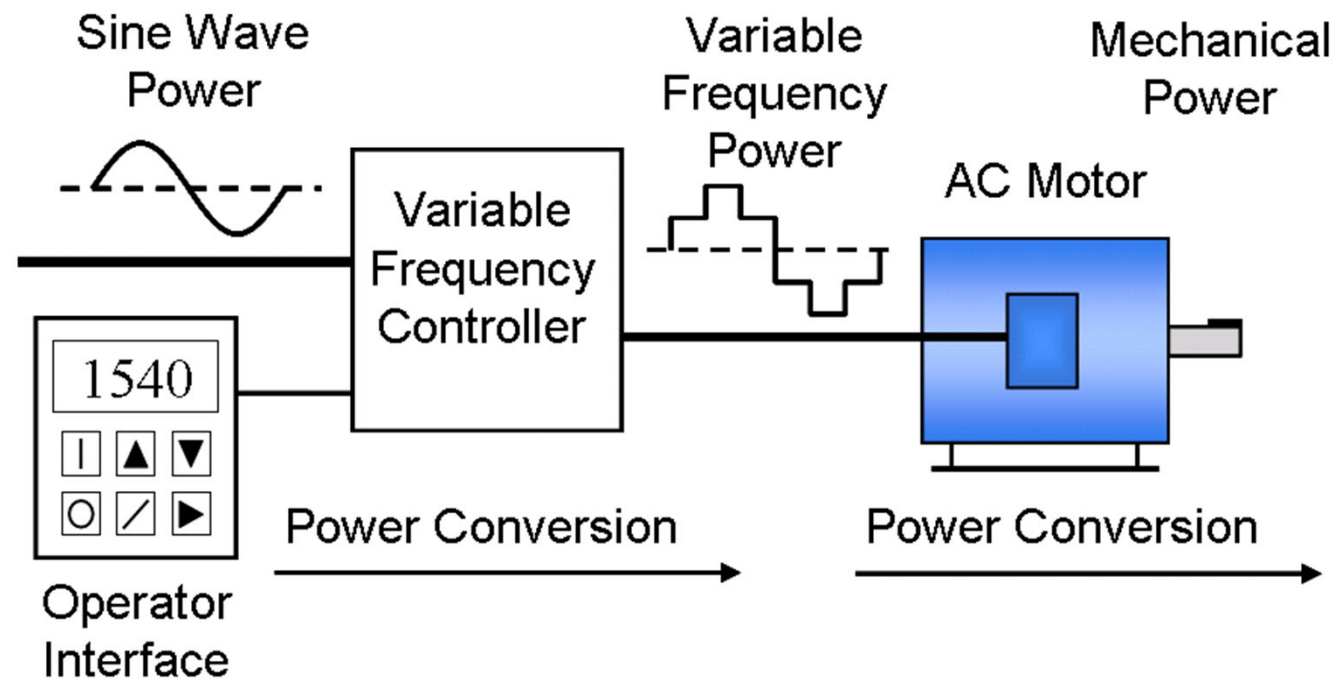 Sine Wave
Power
Variable
Frequency
Power
Mechanical
Power
AC Motor
Variable
Frequency
Controller
1540
Power Conversion
Power Conversion
Operator
Interface